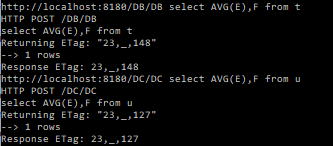 http://localhost:8180/DB/DB select AVG(E),F from t
HTTP POST /DB/DB
select AVG(E),F from t
Returning ETag: "23,_,148"
--> 1 rows
Response ETag: 23,_,148
http://localhost:8180/DC/DC select AVG(E),F from u
HTTP POST /DC/DC
select AVG(E),F from u
Returning ETag: "23,_,127"
--> 1 rows
Response ETag: 23,_,127